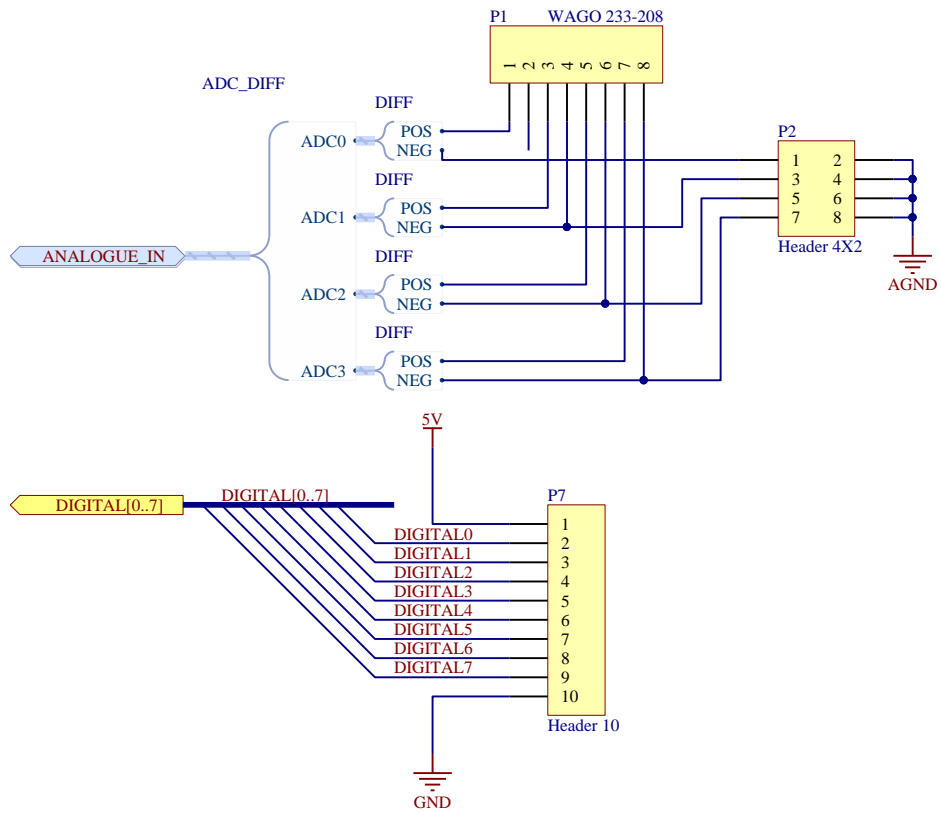 P1 WAGO 233-208
1 2 3 4 5 6 7 8
ADC_DIFF
DIFF
ADC0 POS
NEG
DIFF
ADC1 POS
NEG
DIFF
ADC2 POS
NEG
DIFF
ADC3 POS
NEG
ANALOGUE_IN
P2
1 2
3 4
5 6
7 8
Header 4X2
AGND
5V
DIGITAL[0..7]
DIGITAL[0..7]
P7
1
DIGITAL0 2
DIGITAL1 3
DIGITAL2 4
DIGITAL3 5
DIGITAL4 6
DIGITAL5 7
DIGITAL6 8
DIGITAL7 9
10
Header 10
GND